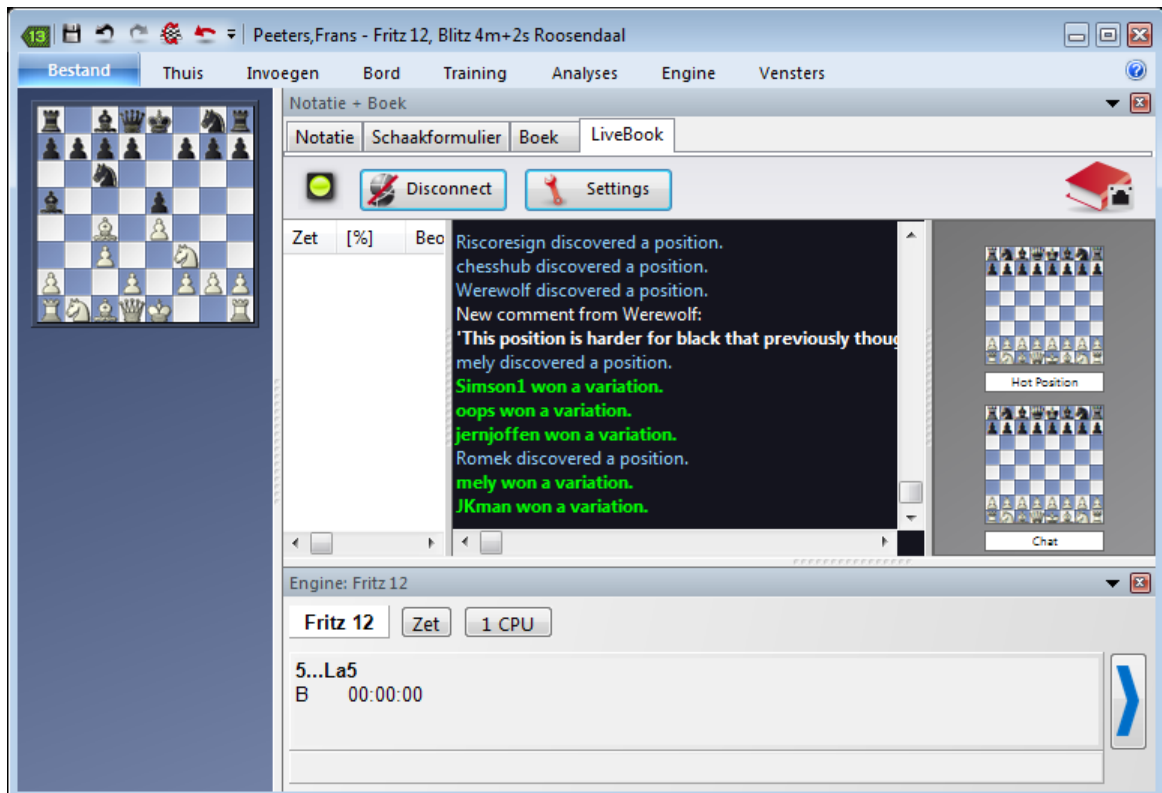 13
Peeters,Frans - Fritz 12, Blitz 4m+2s Roosendaal
Bestand Thuis Invoegen Bord Training Analyses Engine Vensters
Notatie + Boek
Notatie Schaakformulier Boek LiveBook
Disconnect Settings
Zet [%] Beo
Riscoresign discovered a position.
chesshub discovered a position.
Werewolf discovered a position.
New comment from Werewolf:
'This position is harder for black that previously thoug
mely discovered a position.
Simson1 won a variation.
oops won a variation.
jernjoffen won a variation.
Romek discovered a position.
mely won a variation.
JKman won a variation.
Hot Position
Chat
Engine: Fritz 12
Fritz 12 Zet 1 CPU
5...La5
B 00:00:00